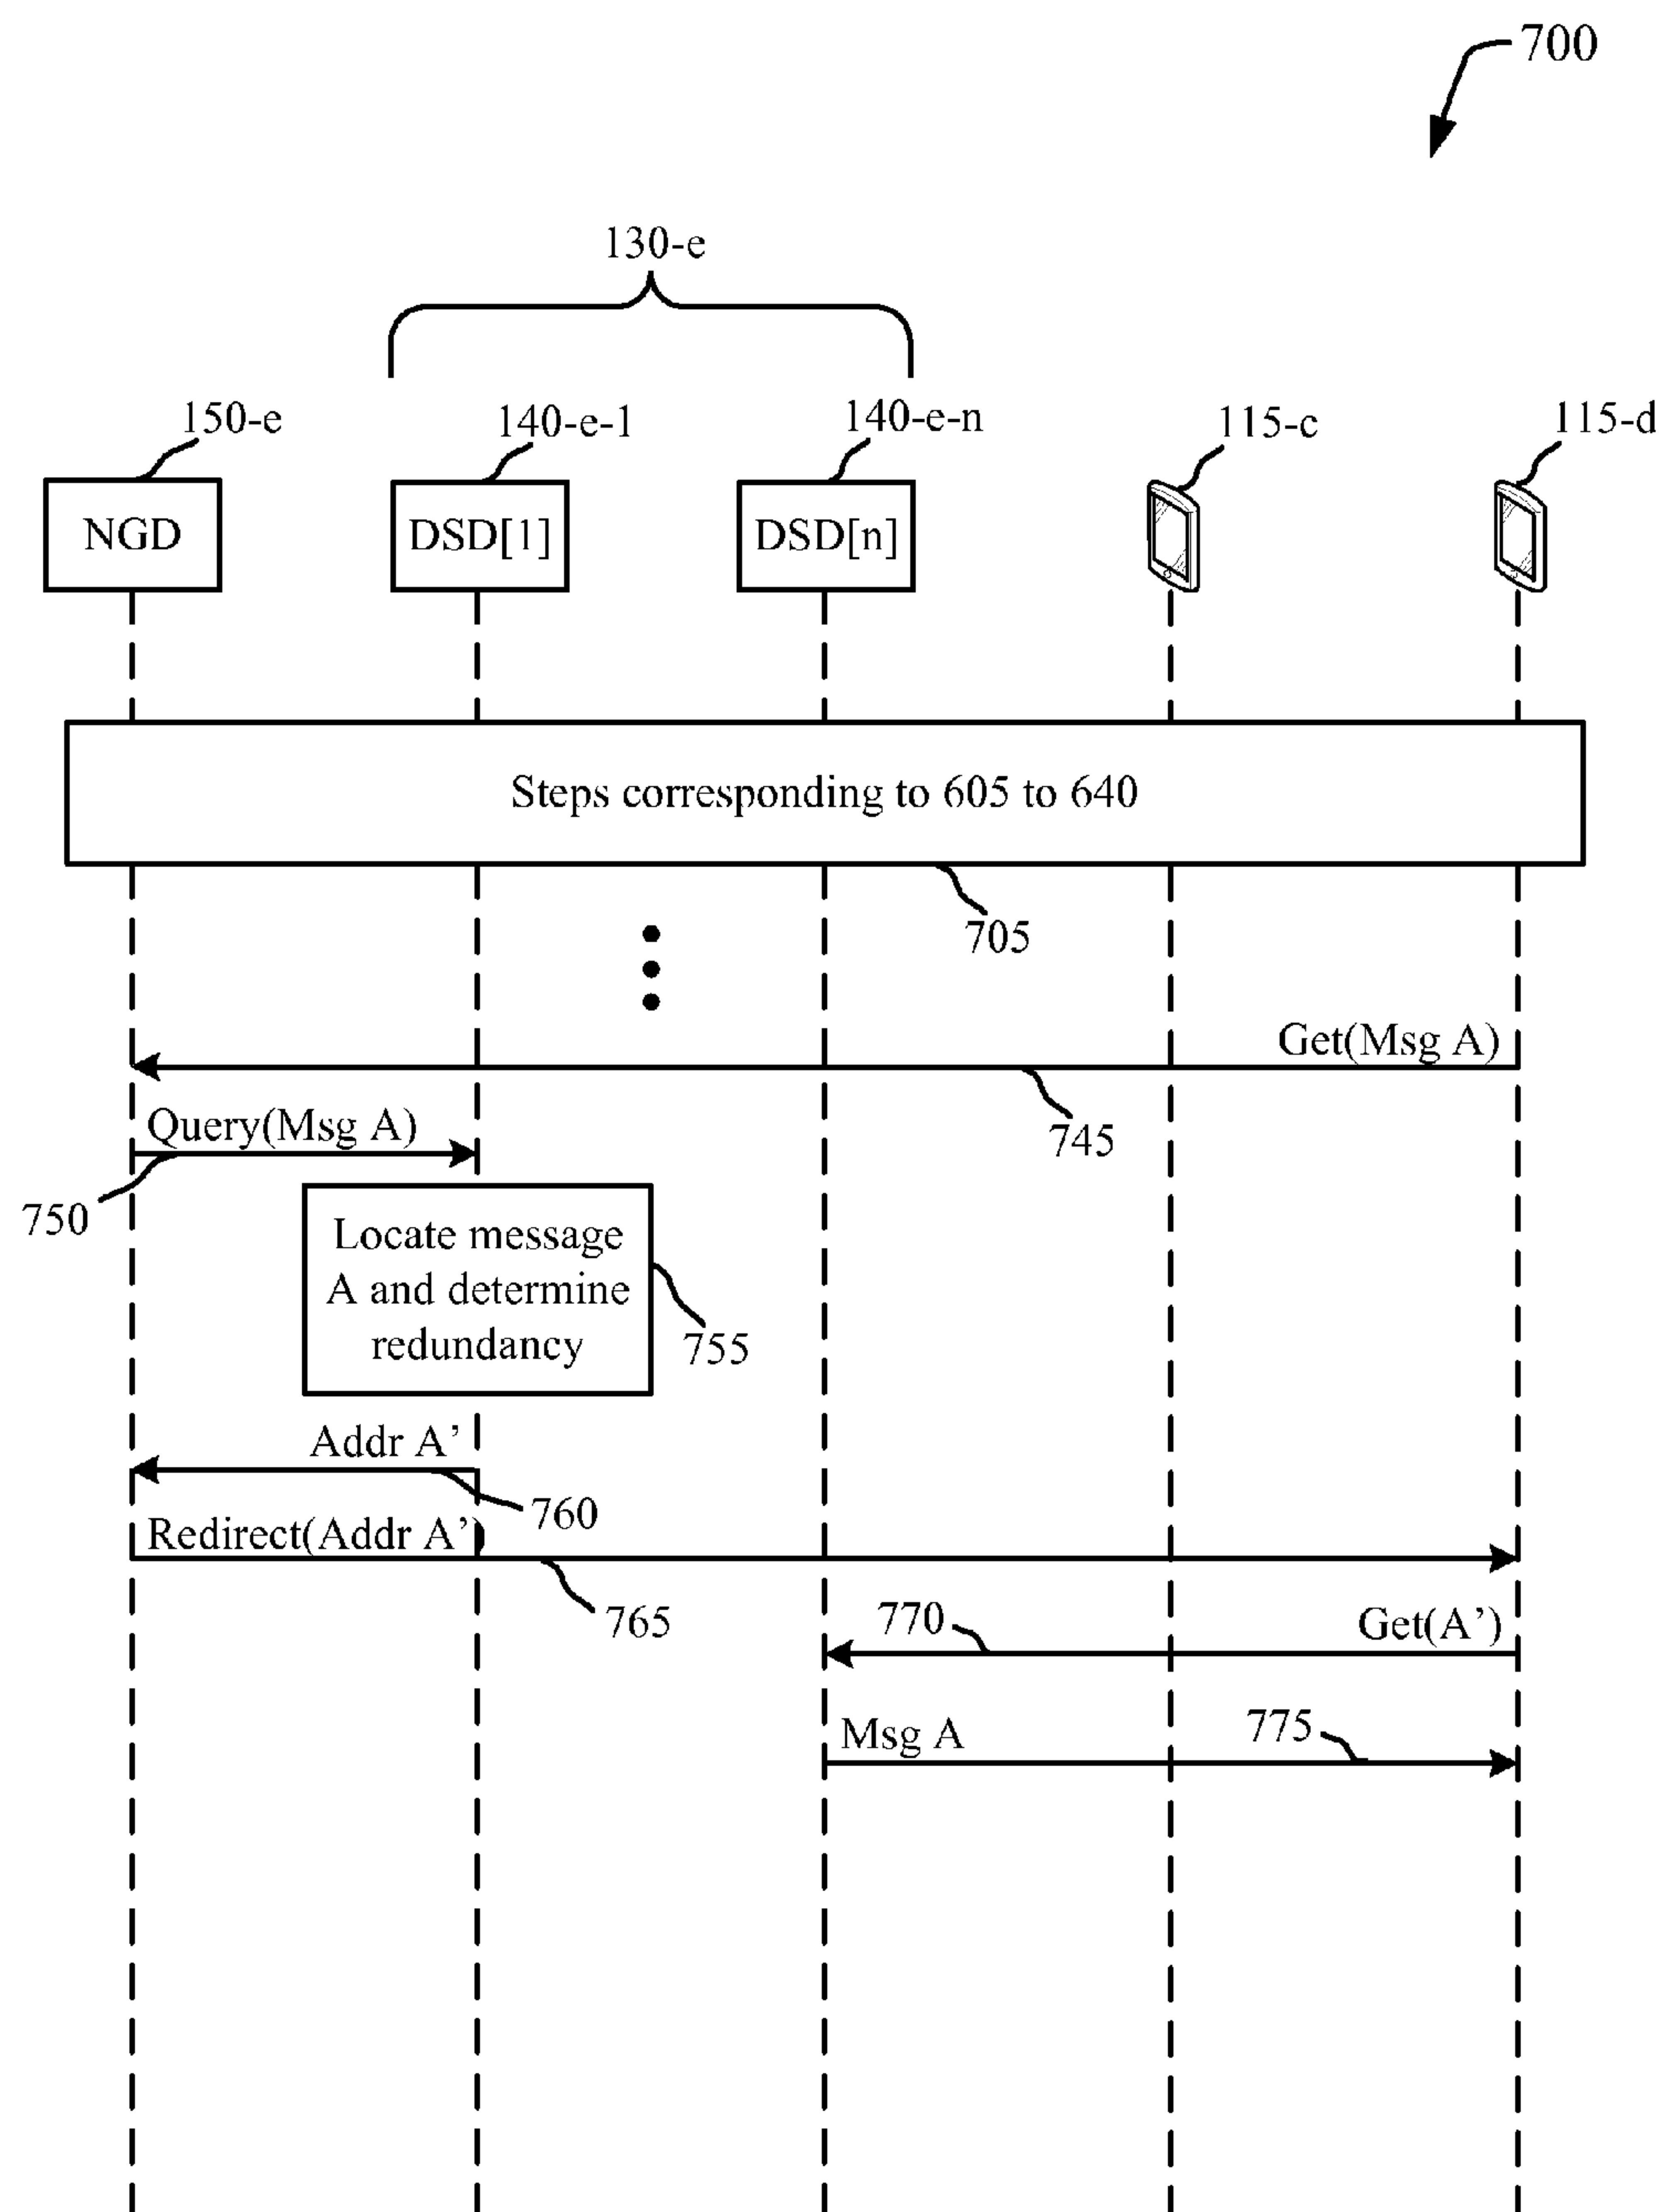 700
130-e
150-e
140-e-1
140-e-n
115-c
115-d
NGD
DSD[1]
DSD[n]
Steps corresponding to 605 to 640
705
Get(Msg A)
745
Query(Msg A)
750
Locate message
A and determine
redundancy
755
Addr A’
760
Redirect(Addr A’)
765
770
Get(A’)
Msg A
775